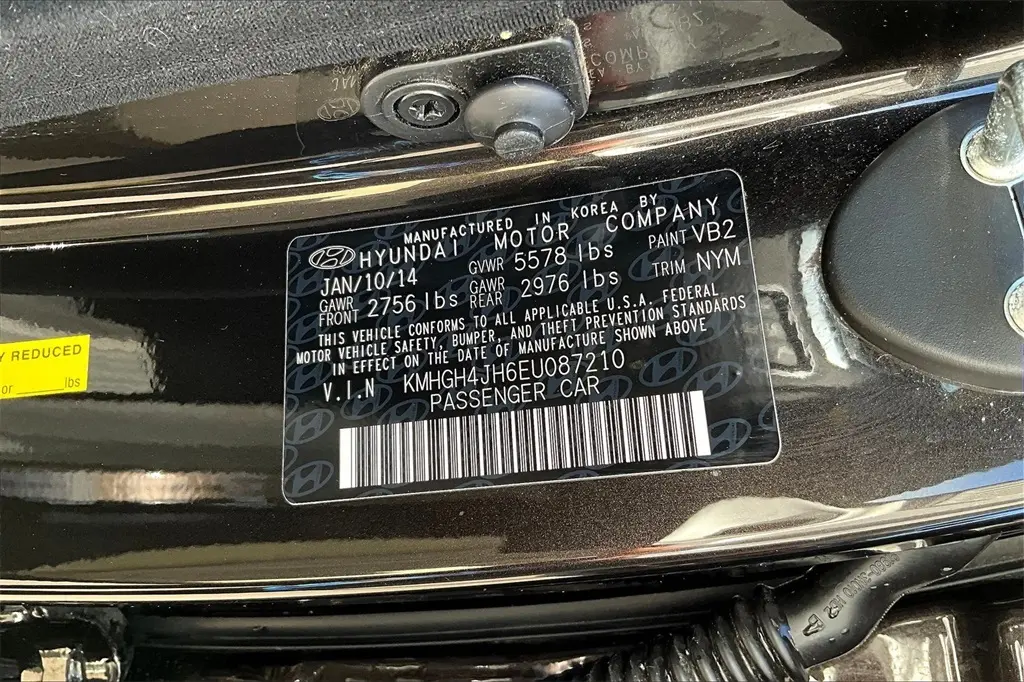 MANUFACTURED IN KOREA BY
HYUNDAI MOTOR COMPANY
JAN/10/14 GVWR 5578 lbs PAINT VB2
GAWR FRONT 2756 lbs GAWR REAR 2976 lbs TRIM NYM
THIS VEHICLE CONFORMS TO ALL APPLICABLE U.S.A. FEDERAL
MOTOR VEHICLE SAFETY, BUMPER, AND THEFT PREVENTION STANDARDS
IN EFFECT ON THE DATE OF MANUFACTURE SHOWN ABOVE
V.I.N KMHGH4JH6EU087210
PASSENGER CAR
Y REDUCED
or lbs